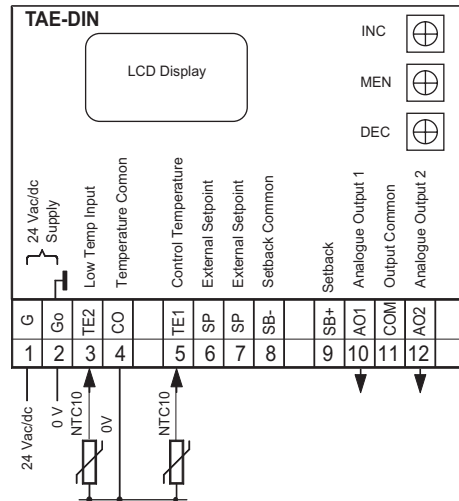 TAE-DIN
INC
LCD Display
MEN
DEC
24 Vac/dc
Supply
Low Temp Input
Temperature Comon
Control Temperature
External Setpoint
External Setpoint
Setback Common
Setback
Analogue Output 1
Output Common
Analogue Output 2
G Go TE2 CO TE1 SP SP SB- SB+ AO1 COM AO2
1 2 3 4 5 6 7 8 9 10 11 12
24 Vac/dc
0 V
NTC10
0V
NTC10